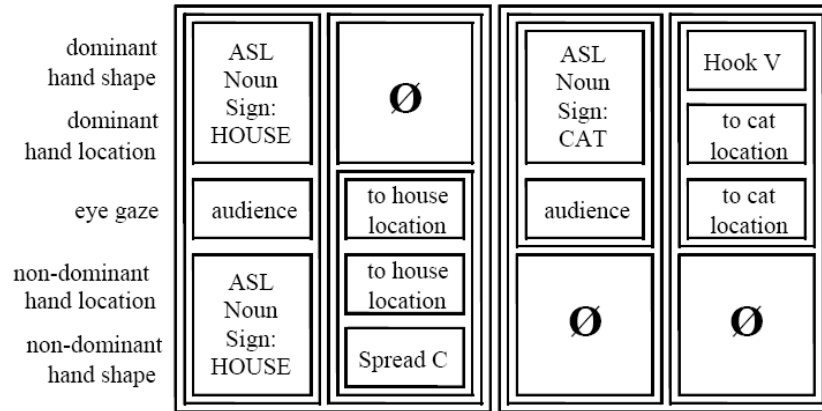 dominant
hand shape
dominant
hand location
eye gaze
non-dominant
hand location
non-dominant
hand shape
ASL
Noun
Sign:
HOUSE
audience
ASL
Noun
Sign:
HOUSE
Ø
to house
location
to house
location
Spread C
ASL
Noun
Sign:
CAT
audience
Ø
Hook V
to cat
location
to cat
location
Ø